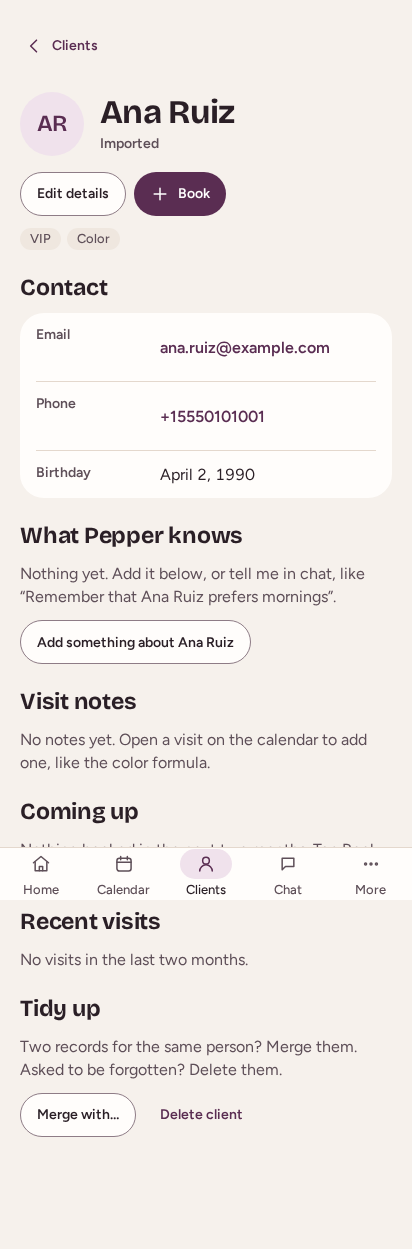 Clients
AR
Ana Ruiz
Imported
Edit details
Book
VIP
Color
Contact
Email
ana.ruiz@example.com
Phone
+15550101001
Birthday
April 2, 1990
What Pepper knows
Nothing yet. Add it below, or tell me in chat, like
“Remember that Ana Ruiz prefers mornings”.
Add something about Ana Ruiz
Visit notes
No notes yet. Open a visit on the calendar to add
one, like the color formula.
Coming up
Home
Calendar
Clients
Chat
More
Recent visits
No visits in the last two months.
Tidy up
Two records for the same person? Merge them.
Asked to be forgotten? Delete them.
Merge with...
Delete client